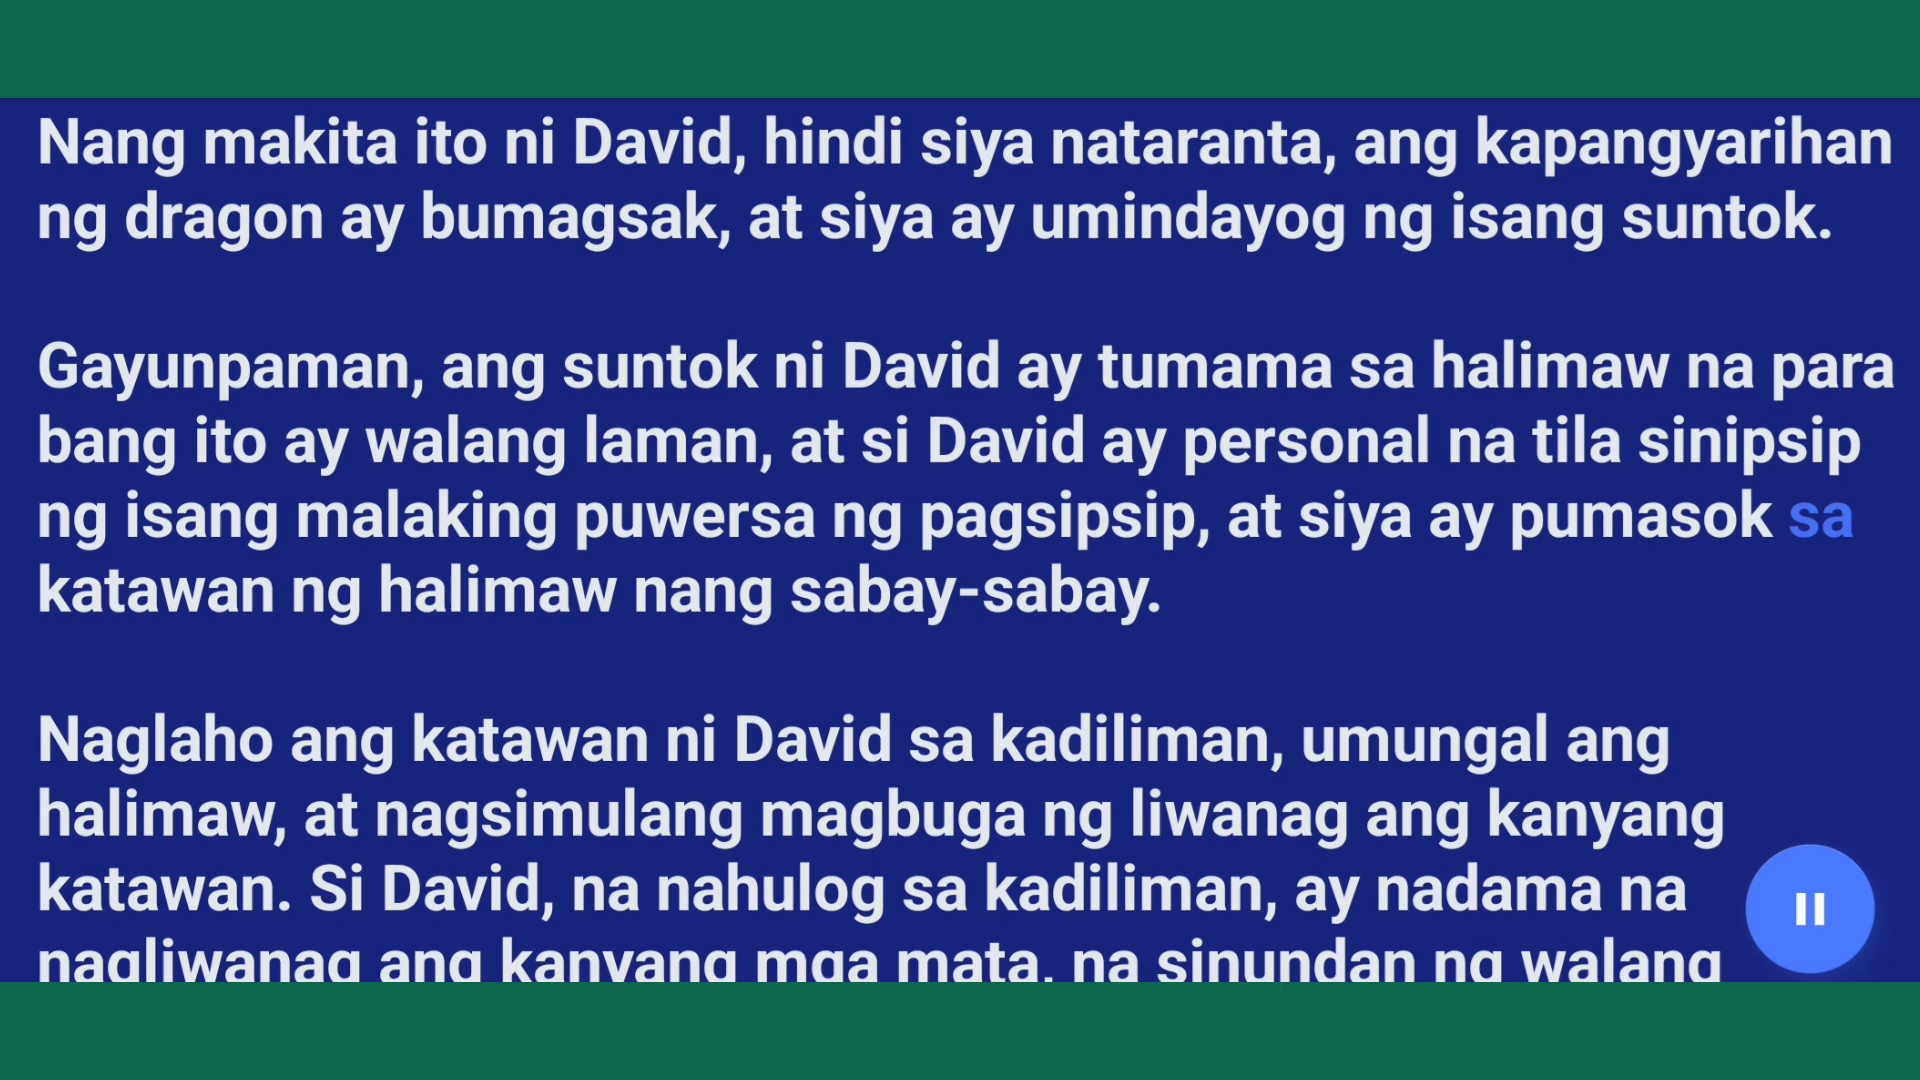 Nang makita ito ni David, hindi siya nataranta, ang kapangyarihan
ng dragon ay bumagsak, at siya ay umindayog ng isang suntok.
Gayunpaman, ang suntok ni David ay tumama sa halimaw na para
bang ito ay walang laman, at si David ay personal na tila sinipsip
ng isang malaking puwersa ng pagsipsip, at siya ay pumasok sa
katawan ng halimaw nang sabay-sabay.
Naglaho ang katawan ni David sa kadiliman, umungal ang
halimaw, at nagsimulang magbuga ng liwanag ang kanyang
katawan. Si David, na nahulog sa kadiliman, ay nadama na
nagliwanag ang kanyang mga mata, na sinundan ng walang